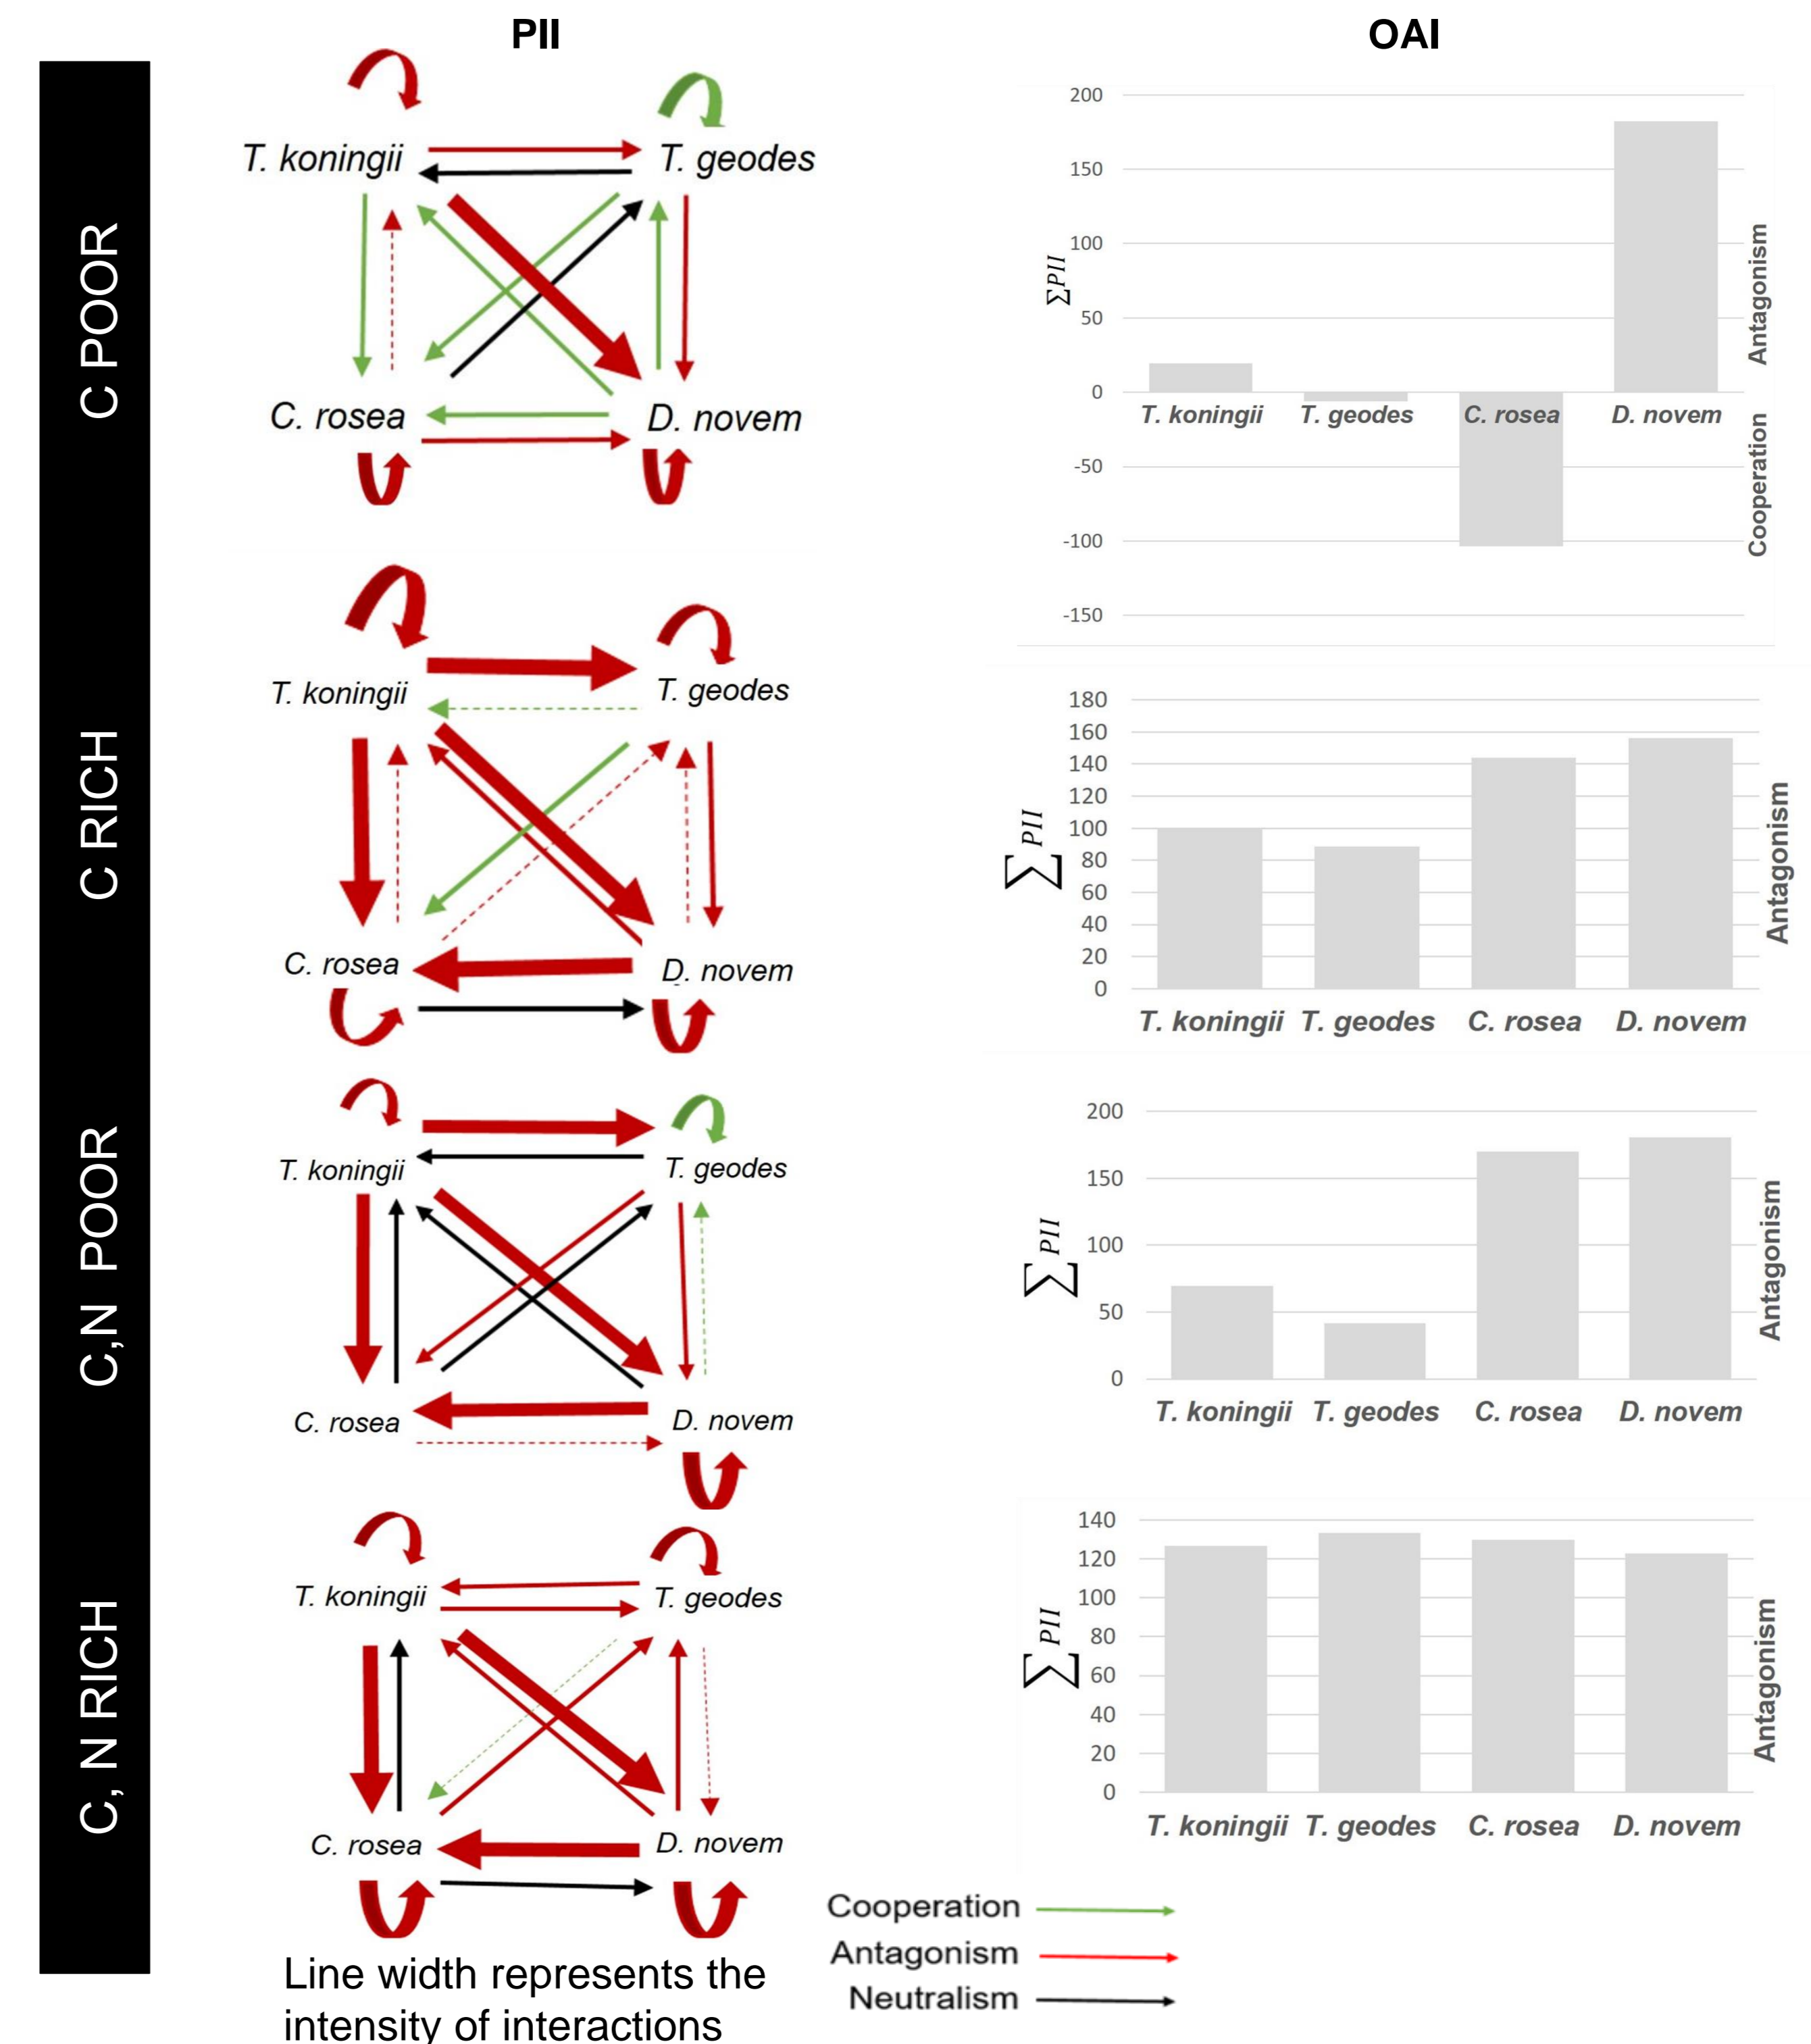 PII
OAI
C POOR
T. koningii
T. geodes
C. rosea
D. novem
200
150
100
50
0
-50
-100
-150
ΣPII
T. koningii T. geodes C. rosea D. novem
Antagonism
Cooperation
C RICH
T. koningii
T. geodes
C. rosea
D. novem
180
160
140
120
100
80
60
40
20
0
∑PII
T. koningii T. geodes C. rosea D. novem
Antagonism
C,N POOR
T. koningii
T. geodes
C. rosea
D. novem
200
150
100
50
0
∑PII
T. koningii T. geodes C. rosea D. novem
Antagonism
C, N RICH
T. koningii
T. geodes
C. rosea
D. novem
140
120
100
80
60
40
20
0
∑PII
T. koningii T. geodes C. rosea D. novem
Antagonism
Line width represents the
intensity of interactions
Cooperation
Antagonism
Neutralism